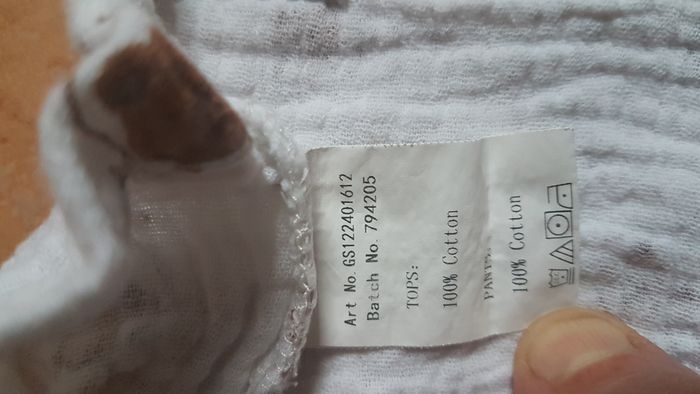 Art No. GS122401612
Batch No. 794205
TOPS:
100% Cotton
PANTS:
100% Cotton